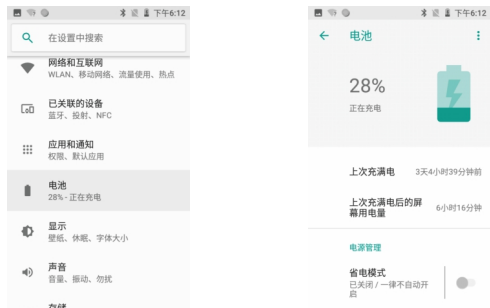 下午6:12
在设置中搜索
网络和互联网
WLAN、移动网络、流量使用、热点
已关联的设备
蓝牙、投射、NFC
应用和通知
权限、默认应用
电池
28% - 正在充电
显示
壁纸、休眠、字体大小
声音
音量、振动、勿扰
下午6:12
电池
28%
正在充电
上次充满电
3天4小时39分钟前
上次充满电后的屏
幕用电量
6小时16分钟
电源管理
省电模式
已关闭 / 一律不自动开
启